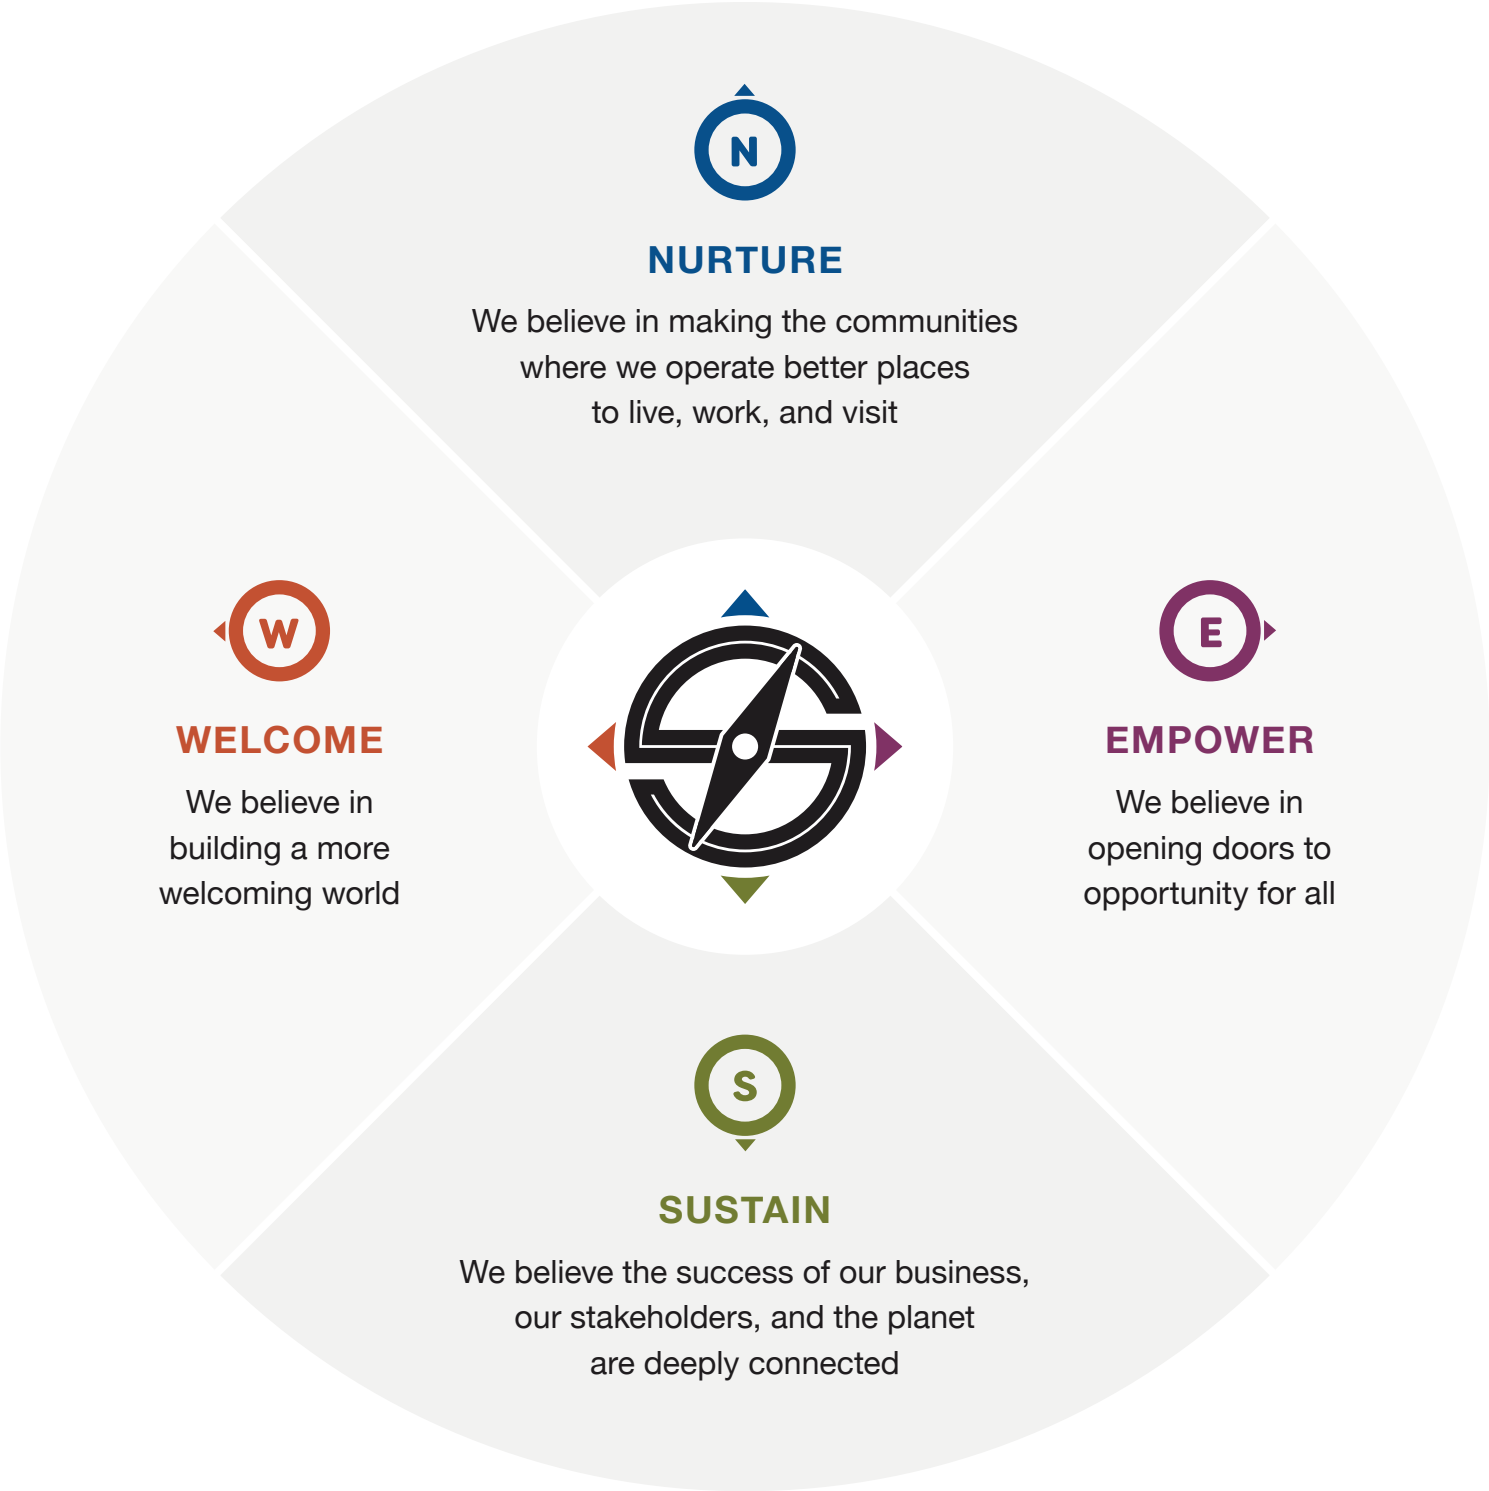 N
NURTURE
We believe in making the communities
where we operate better places
to live, work, and visit
W
WELCOME
We believe in
building a more
welcoming world
E
EMPOWER
We believe in
opening doors to
opportunity for all
S
SUSTAIN
We believe the success of our business,
our stakeholders, and the planet
are deeply connected